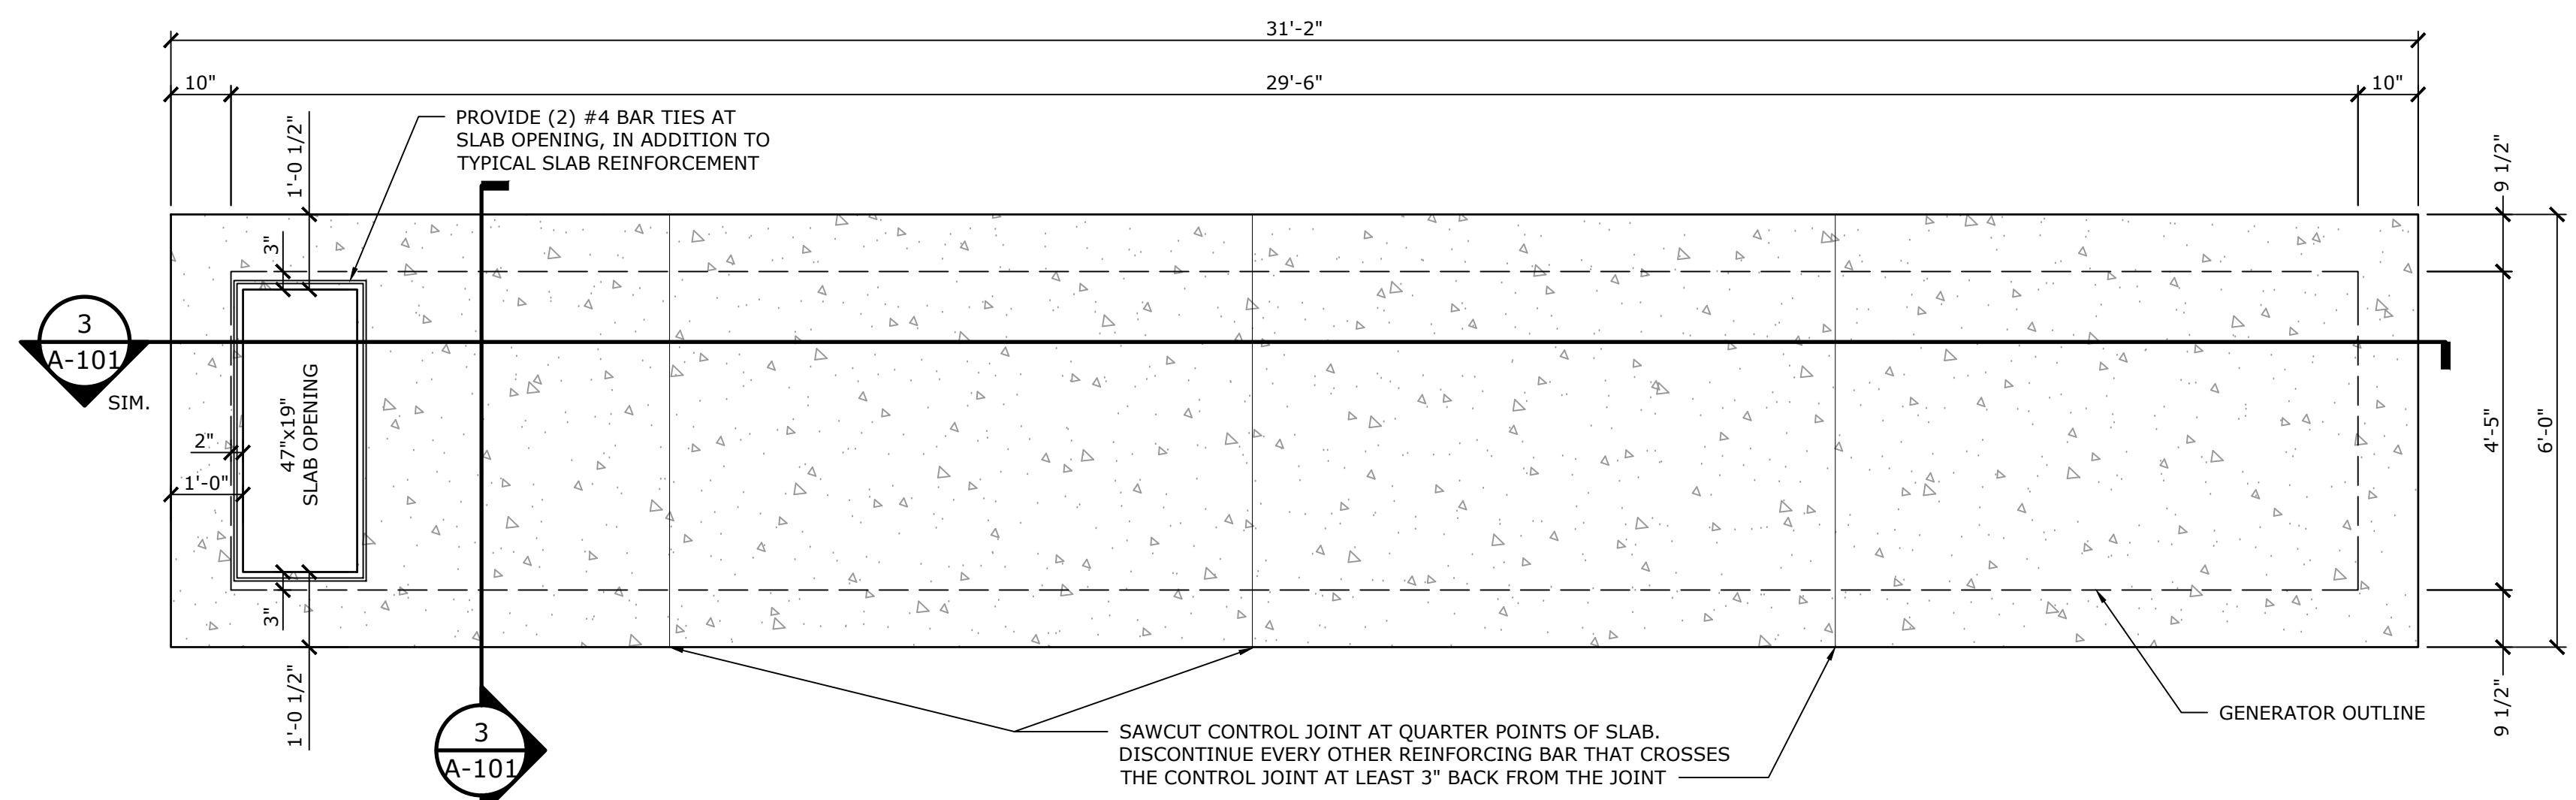 31'-2"
10"
29'-6"
10"
PROVIDE (2) #4 BAR TIES AT
SLAB OPENING, IN ADDITION TO
TYPICAL SLAB REINFORCEMENT
1'-0 1/2"
9 1/2"
3"
3
A-101
SIM.
47"x19"
SLAB OPENING
2"
1'-0"
4'-5"
6'-0"
3"
1'-0 1/2"
3
A-101
SAWCUT CONTROL JOINT AT QUARTER POINTS OF SLAB.
DISCONTINUE EVERY OTHER REINFORCING BAR THAT CROSSES
THE CONTROL JOINT AT LEAST 3" BACK FROM THE JOINT
GENERATOR OUTLINE
9 1/2"